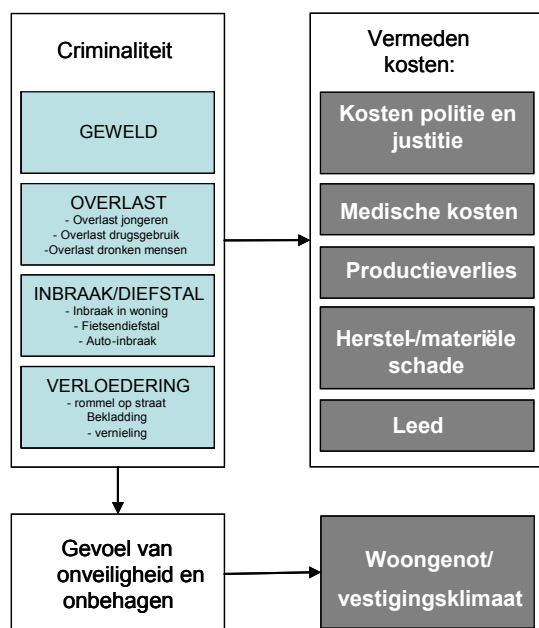 Criminaliteit
GEWELD
OVERLAST
- Overlast jongeren
- Overlast drugsgebruik
-Overlast dronken mensen
INBRAAK/DIEFSTAL
- Inbraak in woning
- Fietsendiefstal
- Auto-inbraak
VERLOEDERING
- rommel op straat
Bekladding
- vernieling
Vermeden
kosten:
Kosten politie en
justitie
Medische kosten
Productieverlies
Herstel-/materiële
schade
Leed
Gevoel van
onveiligheid en
onbehagen
Woongenot/
vestigingsklimaat